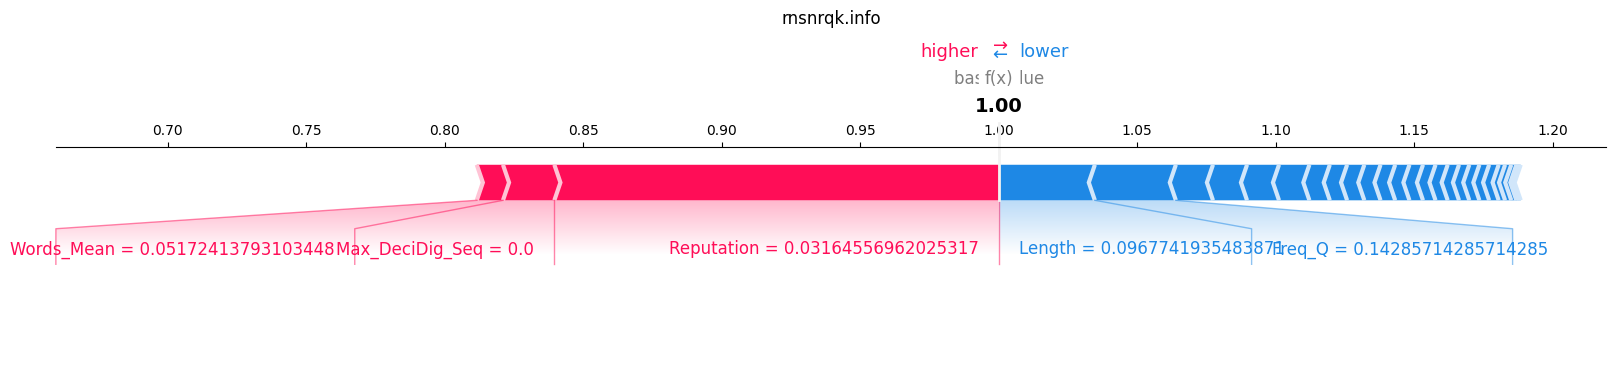 rnsnrqk.info
higher ⇄ lower
bas f(x) lue
1.00
0.70 0.75 0.80 0.85 0.90 0.95 1.00 1.05 1.10 1.15 1.20
Words_Mean = 0.05172413793103448 Max_DeciDig_Seq = 0.0 Reputation = 0.03164556962025317 Length = 0.0967741935483871 Freq_Q = 0.14285714285714285